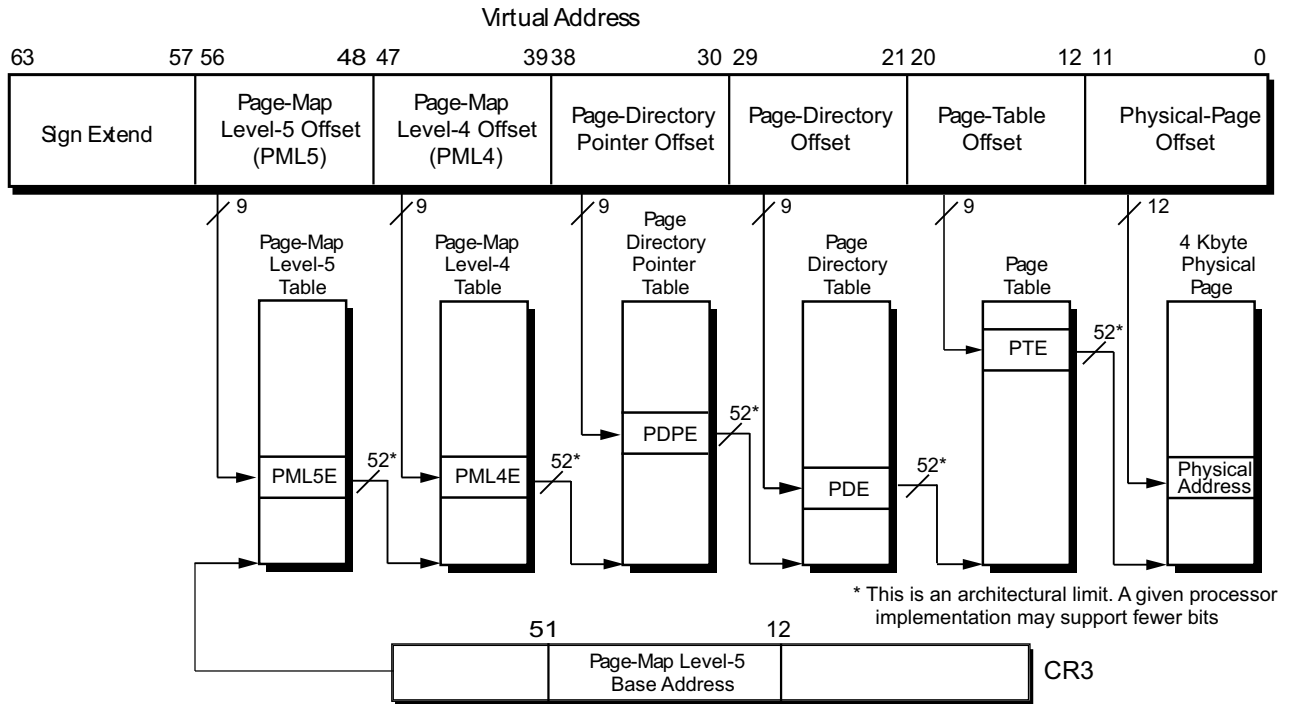 Virtual Address
63 57 56 48 47 39 38 30 29 21 20 12 11 0
Sign Extend
Page-Map
Level-5 Offset
(PML5)
Page-Map
Level-4 Offset
(PML4)
Page-Directory
Pointer Offset
Page-Directory
Offset
Page-Table
Offset
Physical-Page
Offset
9 9 9 9 9 12
Page-Map
Level-5
Table
Page-Map
Level-4
Table
Page
Directory
Pointer
Table
Page
Directory
Table
Page
Table
4 Kbyte
Physical
Page
PML5E
52*
PML4E
52*
PDPE
52*
PDE
52*
PTE
52*
Physical
Address
* This is an architectural limit. A given processor
implementation may support fewer bits
51 12
Page-Map Level-5
Base Address
CR3